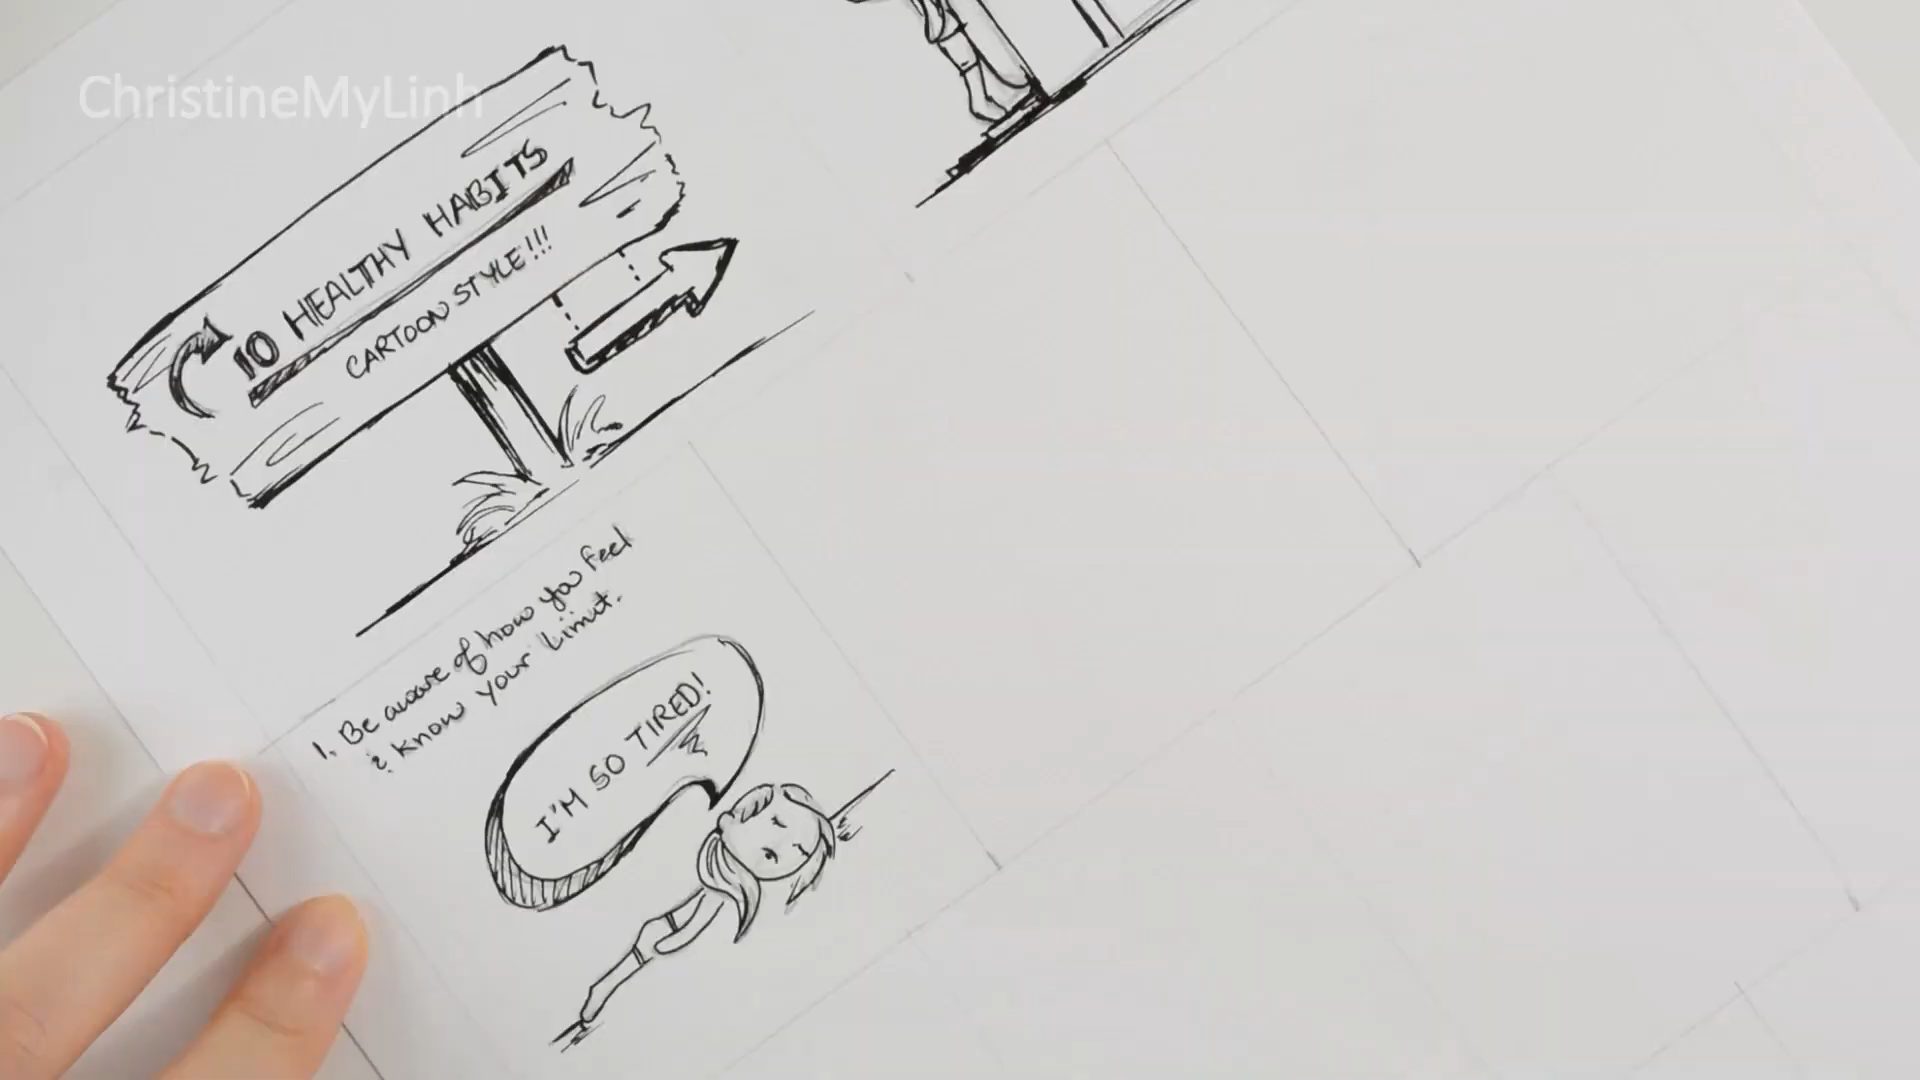 ChristineMyLinh
10 HEALTHY HABITS
CARTOON STYLE!!!
1. Be aware of how you feel
& know your limit.
I'M SO TIRED!